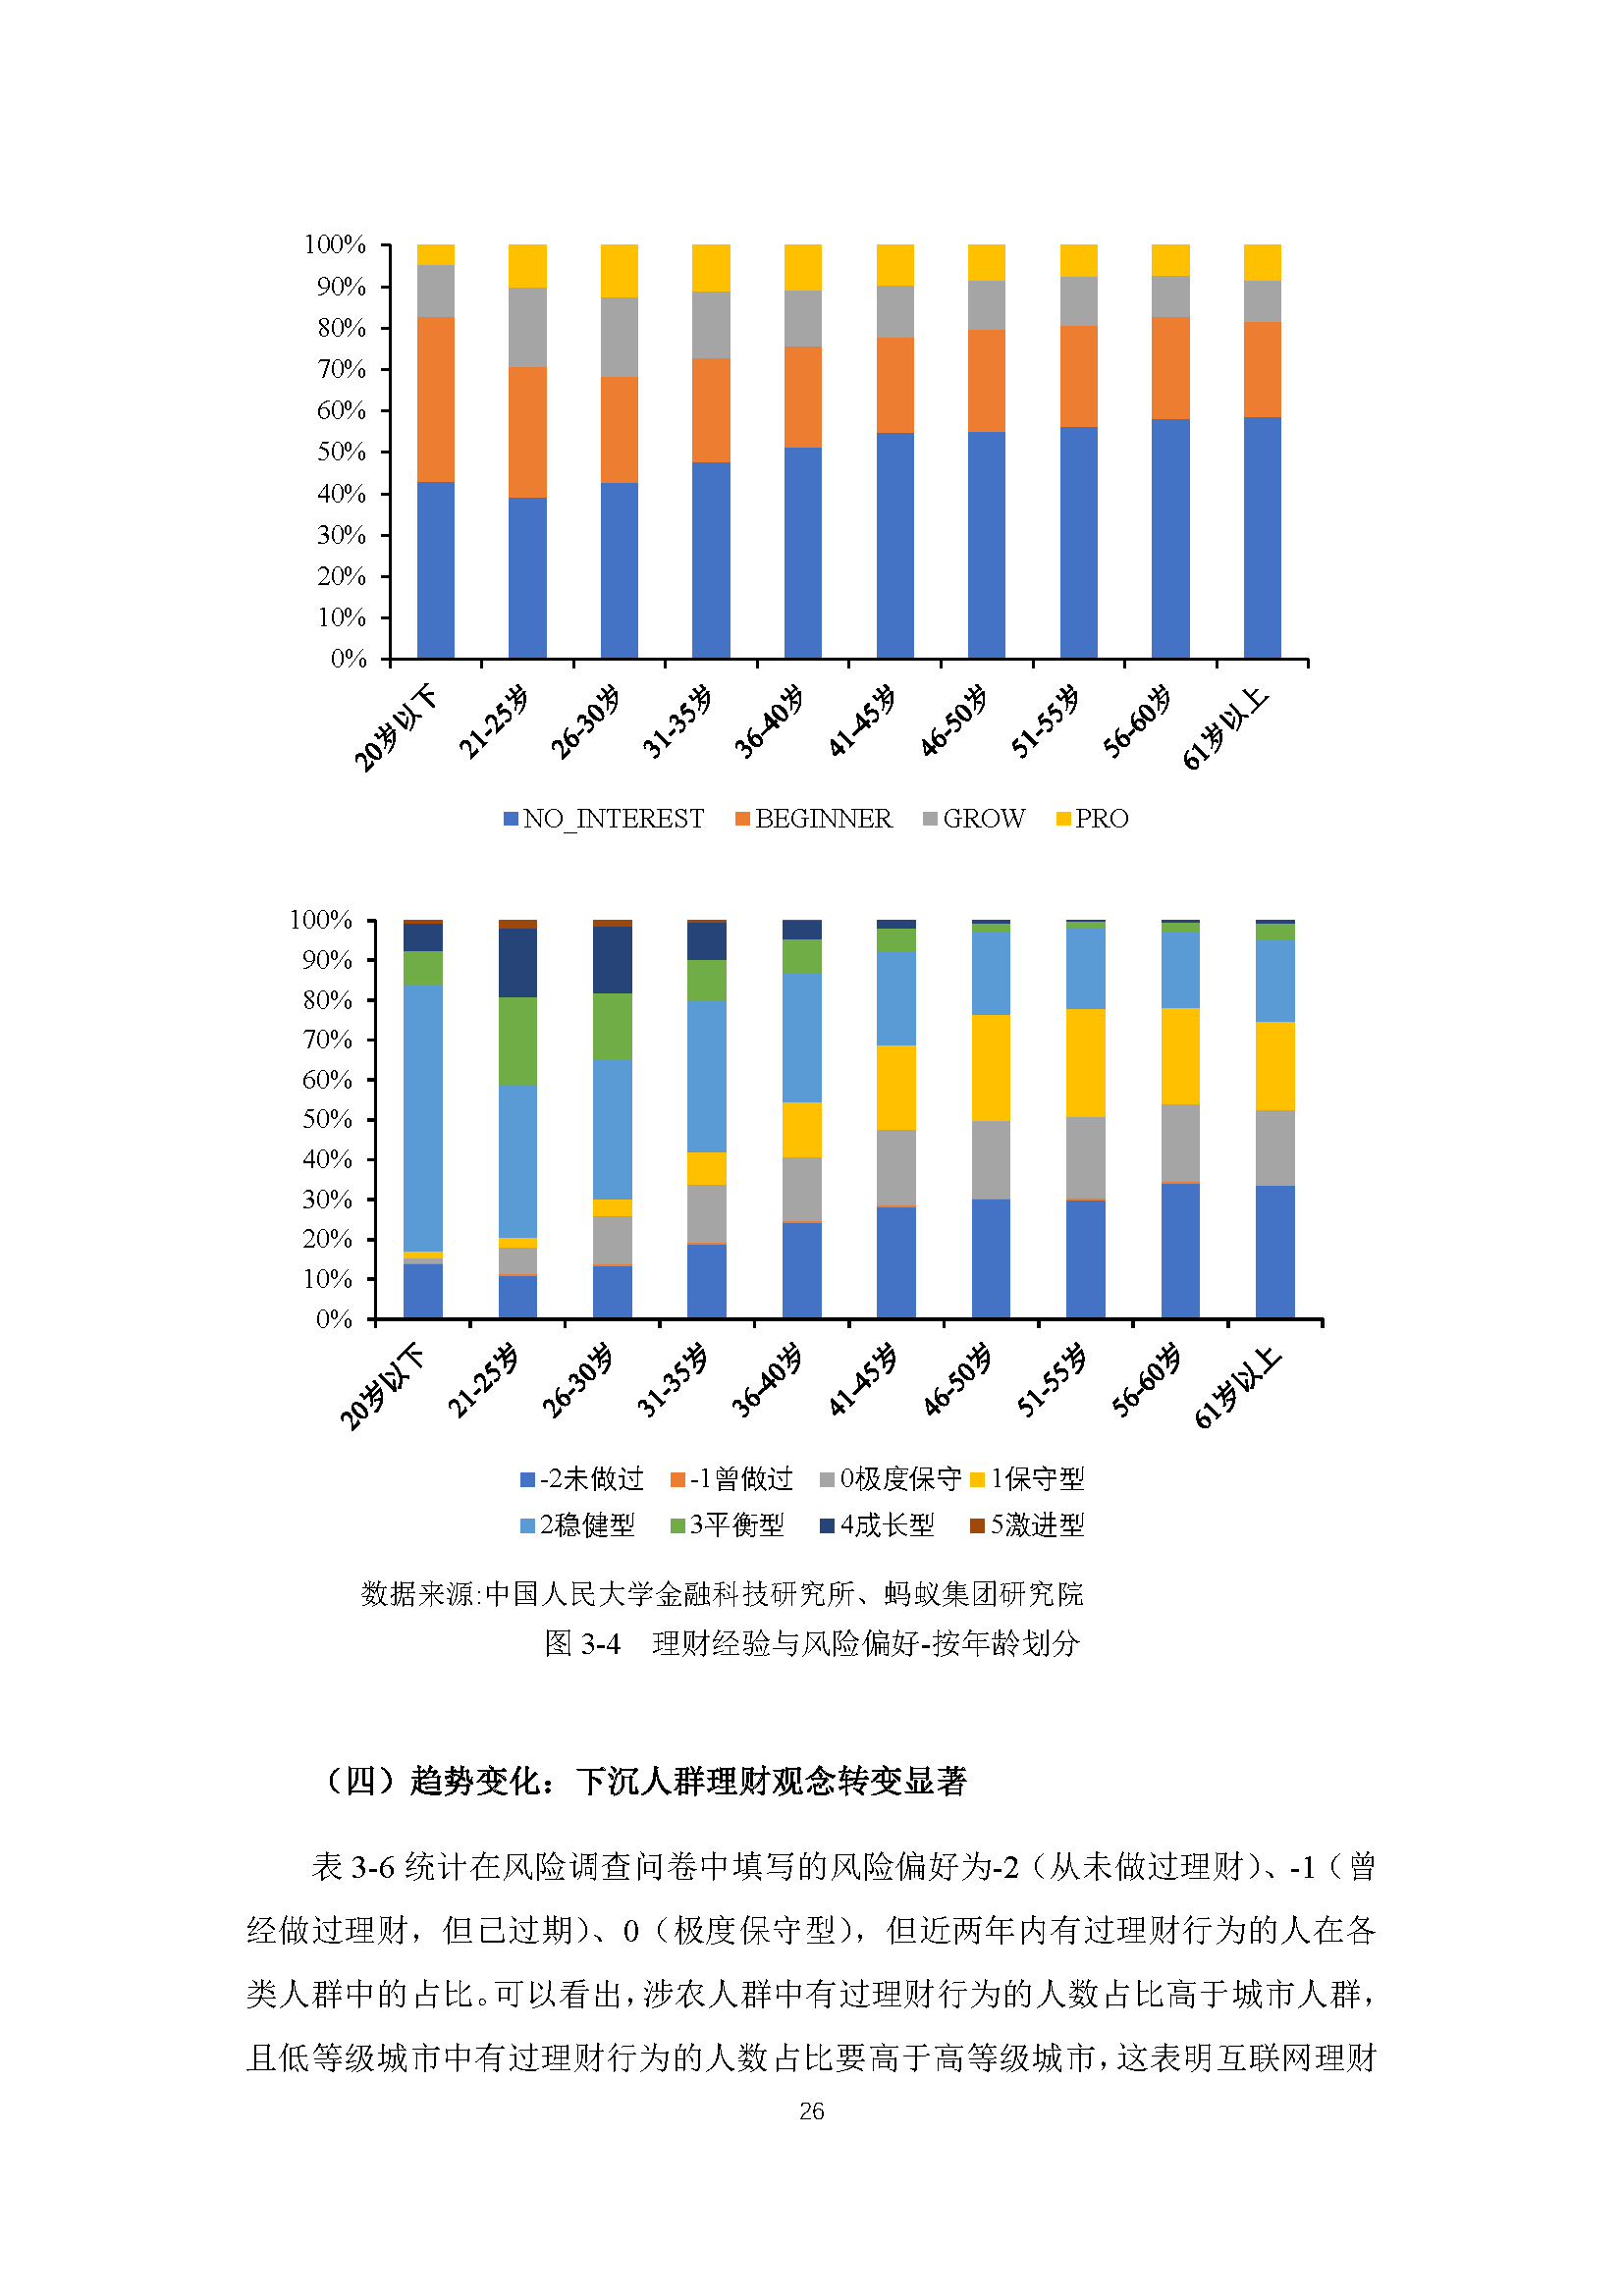 100%
90%
80%
70%
60%
50%
40%
30%
20%
10%
0%
20岁以下 21-25岁 26-30岁 31-35岁 36-40岁 41-45岁 46-50岁 51-55岁 56-60岁 61岁以上
NO_INTEREST BEGINNER GROW PRO
100%
90%
80%
70%
60%
50%
40%
30%
20%
10%
0%
20岁以下 21-25岁 26-30岁 31-35岁 36-40岁 41-45岁 46-50岁 51-55岁 56-60岁 61岁以上
-2未做过 -1曾做过 0极度保守 1保守型
2稳健型 3平衡型 4成长型 5激进型
数据来源:中国人民大学金融科技研究所、蚂蚁集团研究院
图 3-4 理财经验与风险偏好-按年龄划分
（四）趋势变化：下沉人群理财观念转变显著
表 3-6 统计在风险调查问卷中填写的风险偏好为-2（从未做过理财）、-1（曾
经做过理财，但已过期）、0（极度保守型），但近两年内有过理财行为的人在各
类人群中的占比。可以看出，涉农人群中有过理财行为的人数占比高于城市人群，
且低等级城市中有过理财行为的人数占比要高于高等级城市，这表明互联网理财
26